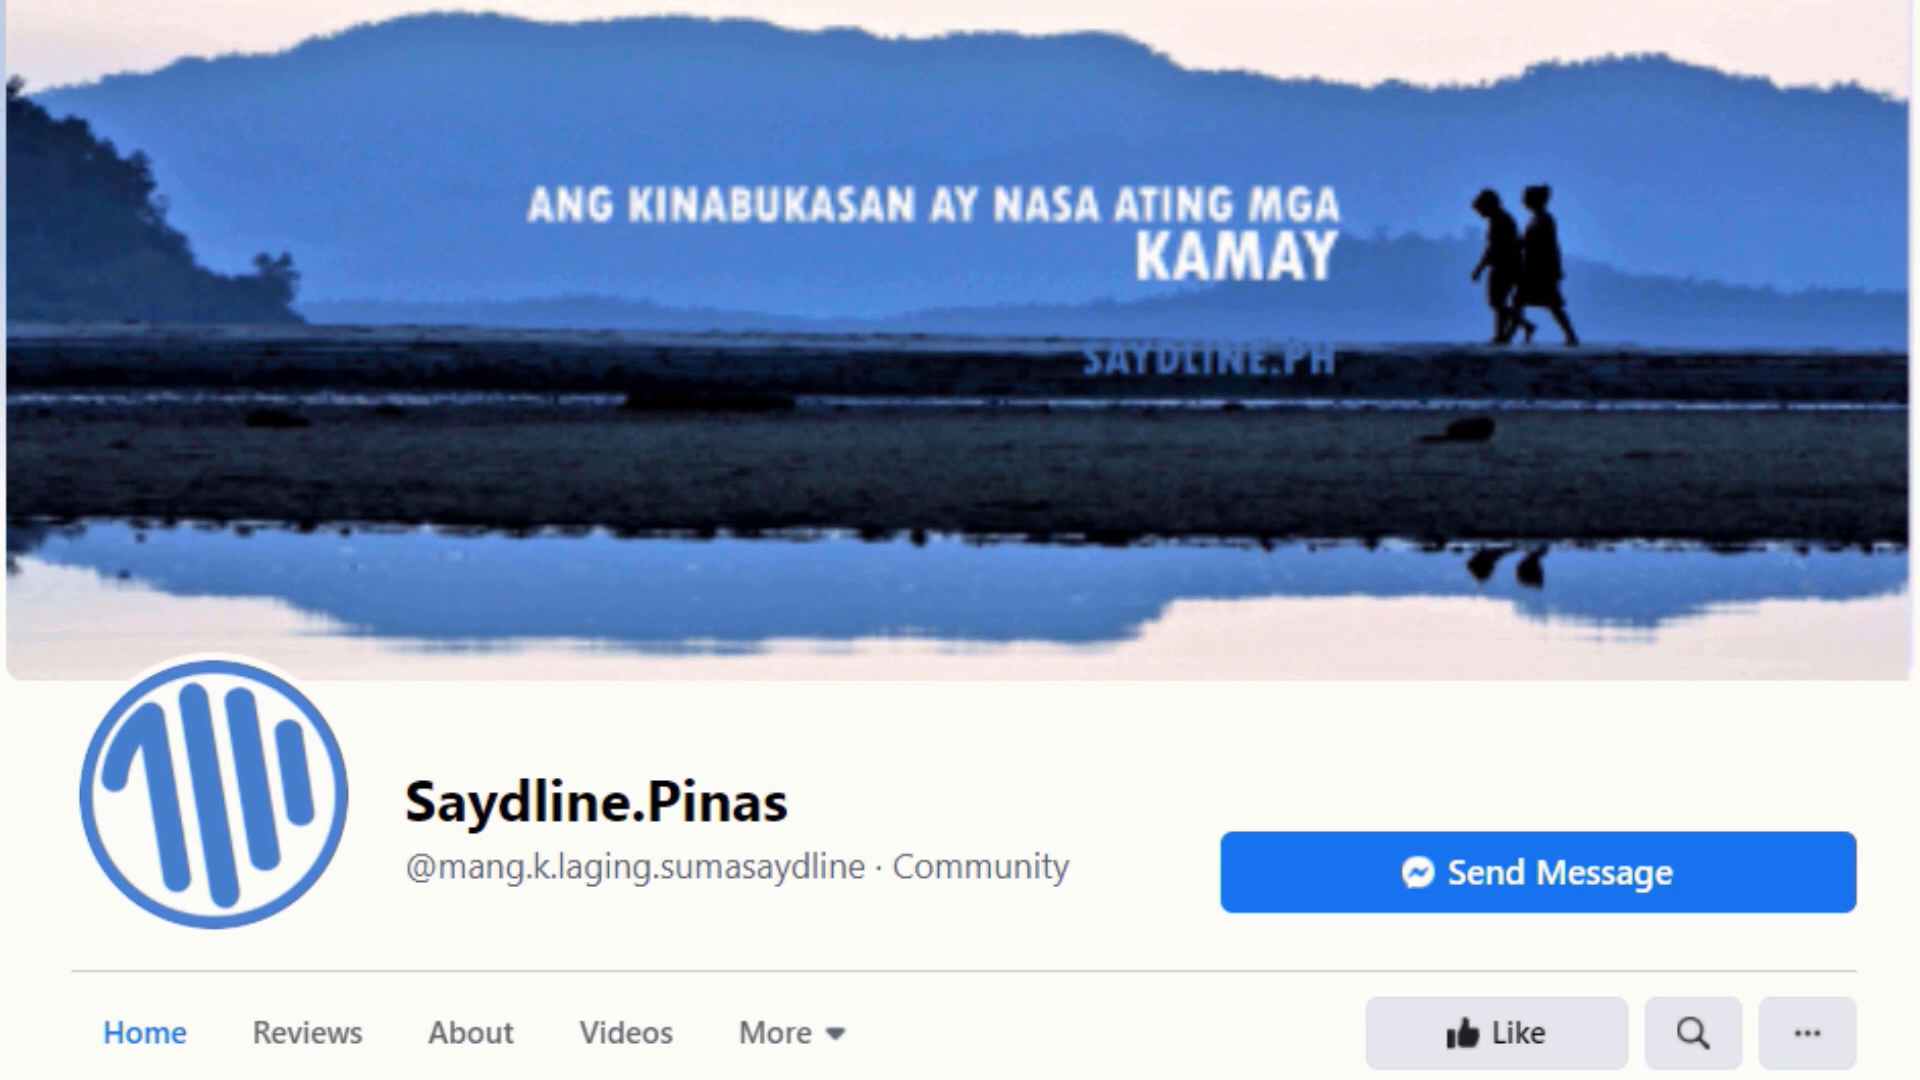 ANG KINABUKASAN AY NASA ATING MGA
KAMAY
SAYDLINE.PH
Saydline.Pinas
@mang.k.laging.sumasaydline · Community
Send Message
Home Reviews About Videos More
Like